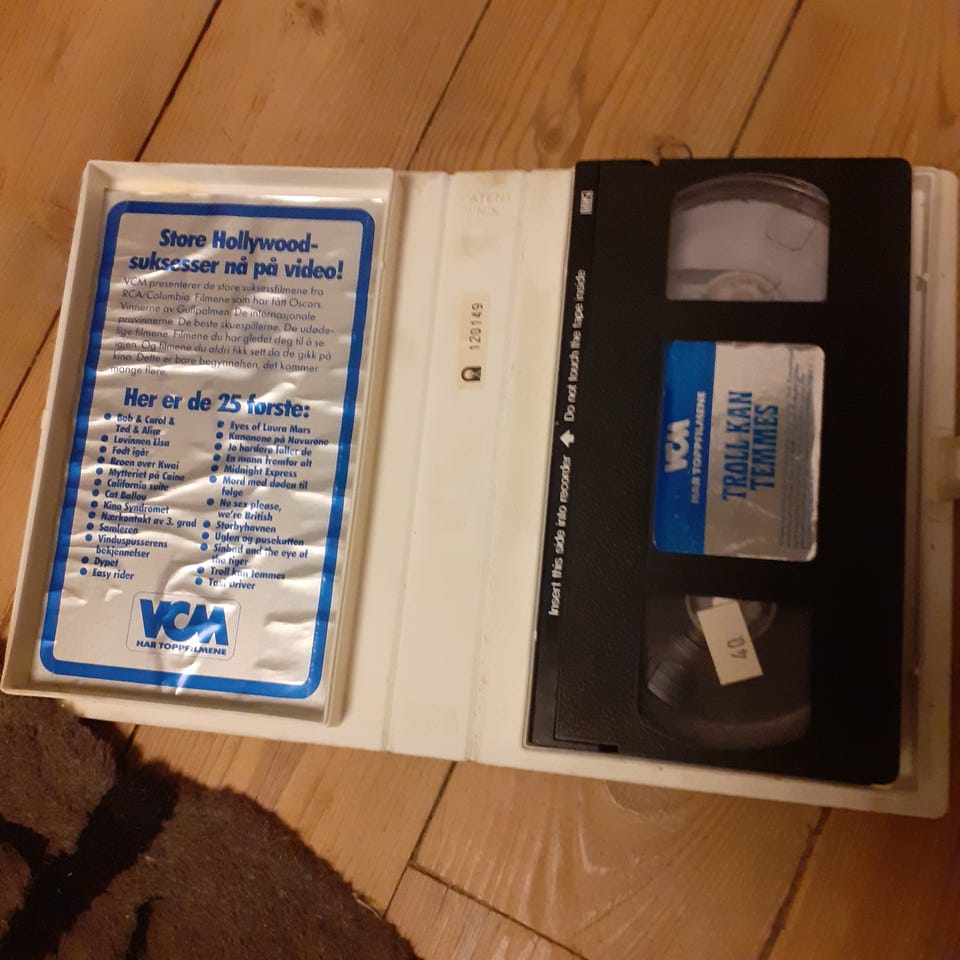 Store Hollywood-
suksesser nå på video!
VCM presenterer de store suksessfilmene fra
RCA/Columbia. Filmene som har fått Oscars.
Vinnerne av Gullpalmen. De internasjonale
prisvinnerne. De beste skuespillerne. De udøde-
lige filmene. Filmene du har gledet deg til å se
igjen. Og filmene du aldri fikk sett da de gikk på
kino. Dette er bare begynnelsen, det kommer
mange flere.
Her er de 25 første:
Bob & Carol &
Ted & Alice
Lavinnen Elsa
Født igår
Broen over Kwai
Mytteriet på Caine
California suite
Cat Ballou
Kina Syndromet
Nærkontakt av 3. grad
Samleren
Vinduspusserens
bekjennelser
Dypet
Easy rider
Eyes of Laura Mars
Kanonene på Navarone
Jo hardere faller de
En mann fremfor alt
Midnight Express
Mord med døden til
følge
No sex please,
we're British
Storbyhavnen
Uglen og pusekatten
Sinbad and the eye of
the tiger
Troll kan temmes
Taxi Driver
VCM
HAR TOPPFILMENE
PATENT
120149
VHS
Insert this side into recorder Do not touch the tape inside
VCM
HAR TOPPFILMENE
TROLL KAN
TEMMES
40